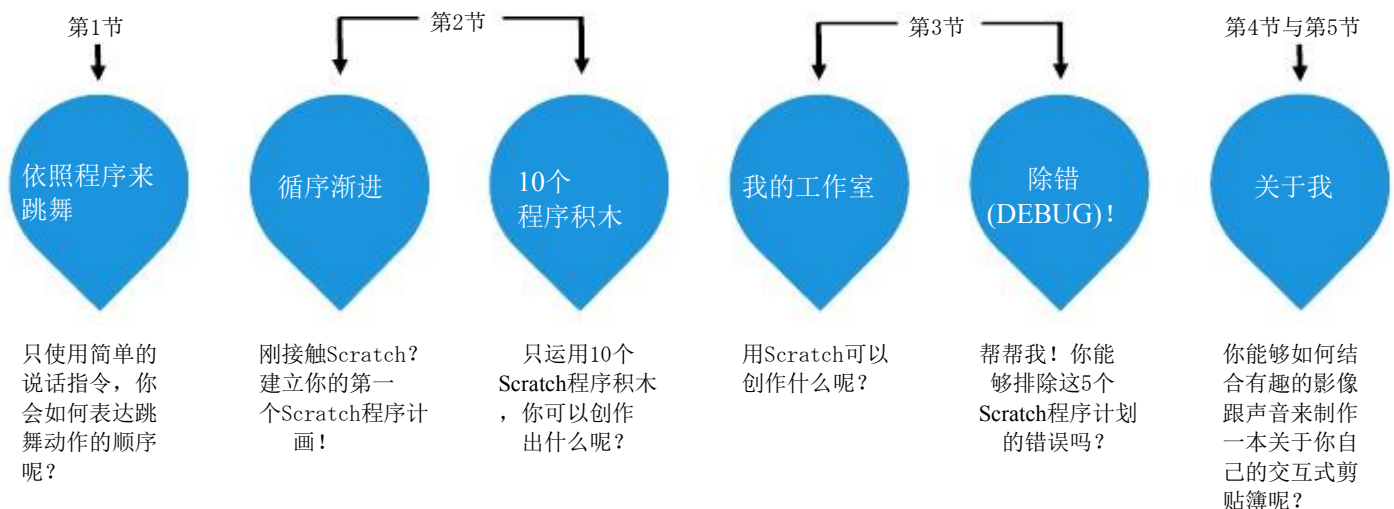 第1节
第2节
第3节
第4节与第5节
依照程序来
跳舞
循序渐进
10个
程序积木
我的工作室
除错
(DEBUG)!
关于我
只使用简单的
说话指令，你
会如何表达跳
舞动作的顺序
呢？
刚接触Scratch？
建立你的第一
个Scratch程序计
画！
只运用10个
Scratch程序积木
，你可以创作
出什么呢？
用Scratch可以
创作什么呢？
帮帮我！你能
够排除这5个
Scratch程序计划
的错误吗？
你能够如何结
合有趣的影像
跟声音来制作
一本关于你自
己的交互式剪
贴簿呢？